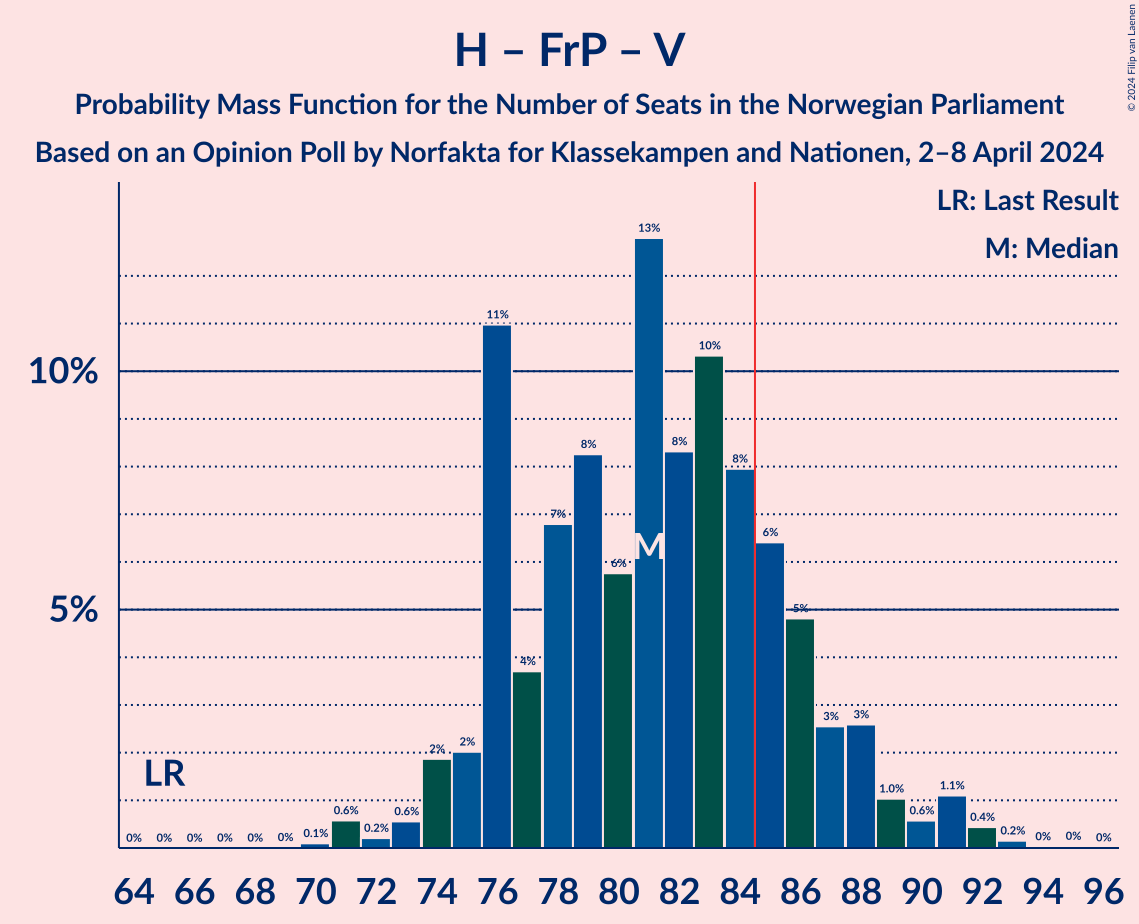 H – FrP – V
Probability Mass Function for the Number of Seats in the Norwegian Parliament
Based on an Opinion Poll by Norfakta for Klassekampen and Nationen, 2–8 April 2024
© 2024 Filip van Laenen
LR: Last Result
M: Median
10%
5%
LR
M
0% 0% 0% 0% 0% 0% 0.1% 0.6% 0.2% 0.6% 2% 2% 11% 4% 7% 8% 6% 13% 8% 10% 8% 6% 5% 3% 3% 1.0% 0.6% 1.1% 0.4% 0.2% 0% 0% 0%
64 66 68 70 72 74 76 78 80 82 84 86 88 90 92 94 96